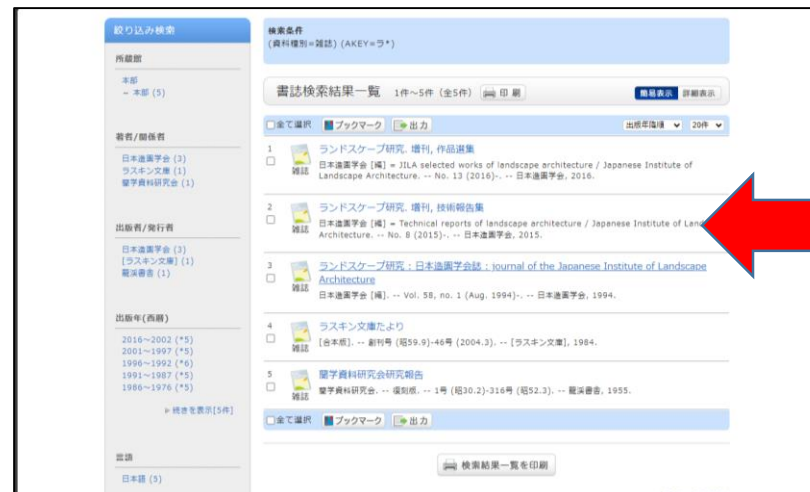 絞り込み検索
所蔵館
本部
- 本部 (5)
著者/関係者
日本造園学会 (3)
ラスキン文庫 (1)
蘭学資料研究会 (1)
出版者/発行者
日本造園学会 (3)
[ラスキン文庫] (1)
龍渓書舎 (1)
出版年(西暦)
2016~2002 (*5)
2001~1997 (*5)
1996~1992 (*6)
1991~1987 (*5)
1986~1976 (*5)
続きを表示[5件]
言語
日本語 (5)
検索条件
(資料種別=雑誌) (AKEY=ラ*)
書誌検索結果一覧 1件~5件 (全5件) 印刷 簡易表示 詳細表示
全て選択 ブックマーク 出力 出版年降順 20件
1 ランドスケープ研究. 増刊, 作品選集
雑誌 日本造園学会 [編] = JILA selected works of landscape architecture / Japanese Institute of
Landscape Architecture. -- No. 13 (2016)-. -- 日本造園学会, 2016.
2 ランドスケープ研究. 増刊, 技術報告集
雑誌 日本造園学会 [編] = Technical reports of landscape architecture / Japanese Institute of Land
Architecture. -- No. 8 (2015)-. -- 日本造園学会, 2015.
3 ランドスケープ研究 : 日本造園学会誌 : journal of the Japanese Institute of Landscape
Architecture
雑誌 日本造園学会 [編]. -- Vol. 58, no. 1 (Aug. 1994)-. -- 日本造園学会, 1994.
4 ラスキン文庫たより
雑誌 [合本版]. -- 創刊号 (昭59.9)-46号 (2004.3). -- [ラスキン文庫], 1984.
5 蘭学資料研究会研究報告
雑誌 蘭学資料研究会. -- 復刻版. -- 1号 (昭30.2)-316号 (昭52.3). -- 龍渓書舎, 1955.
全て選択 ブックマーク 出力
検索結果一覧を印刷